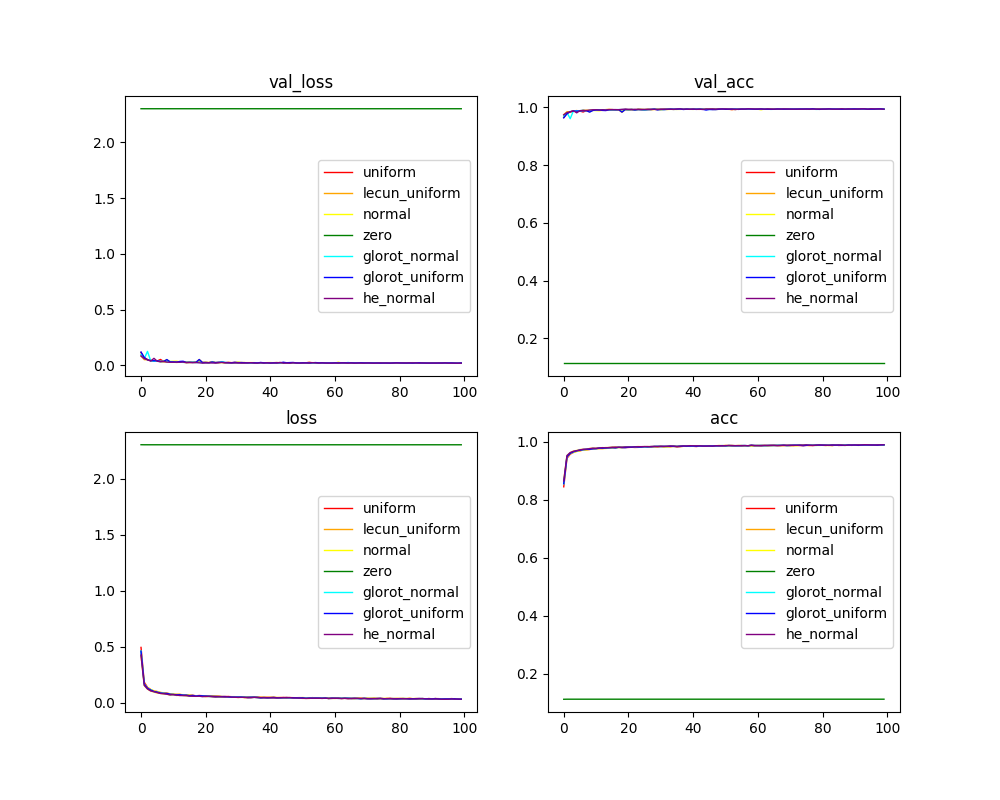 val_loss
2.0
1.5
1.0
0.5
0.0
0 20 40 60 80 100
uniform
lecun_uniform
normal
zero
glorot_normal
glorot_uniform
he_normal
val_acc
1.0
0.8
0.6
0.4
0.2
0 20 40 60 80 100
uniform
lecun_uniform
normal
zero
glorot_normal
glorot_uniform
he_normal
loss
2.0
1.5
1.0
0.5
0.0
0 20 40 60 80 100
uniform
lecun_uniform
normal
zero
glorot_normal
glorot_uniform
he_normal
acc
1.0
0.8
0.6
0.4
0.2
0 20 40 60 80 100
uniform
lecun_uniform
normal
zero
glorot_normal
glorot_uniform
he_normal